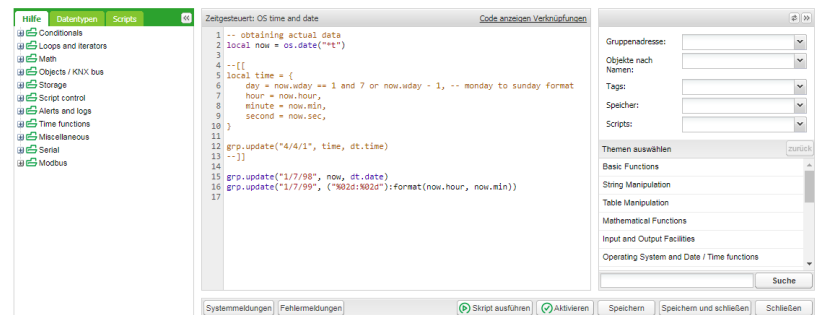 Hilfe Datentypen Scripts
Conditionals
Loops and iterators
Math
Objects / KNX bus
Storage
Script control
Alerts and logs
Time functions
Miscellaneous
Serial
Modbus
Zeitgesteuert: OS time and date Code anzeigen Verknüpfungen
1 -- obtaining actual data
2 local now = os.date("*t")
3
4 --[[
5 local time = {
6 day = now.wday == 1 and 7 or now.wday - 1, -- monday to sunday format
7 hour = now.hour,
8 minute = now.min,
9 second = now.sec,
10 }
11
12 grp.update("4/4/1", time, dt.time)
13 --]]
14
15 grp.update("1/7/98", now, dt.date)
16 grp.update("1/7/99", ("%02d:%02d"):format(now.hour, now.min))
17
Systemmeldungen Fehlermeldungen Skript ausführen Aktivieren Speichern Speichern und schließen Schließen
Gruppenadresse:
Objekte nach
Namen:
Tags:
Speicher:
Scripts:
Themen auswählen zurück
Basic Functions
String Manipulation
Table Manipulation
Mathematical Functions
Input and Output Facilities
Operating System and Date / Time functions
Suche